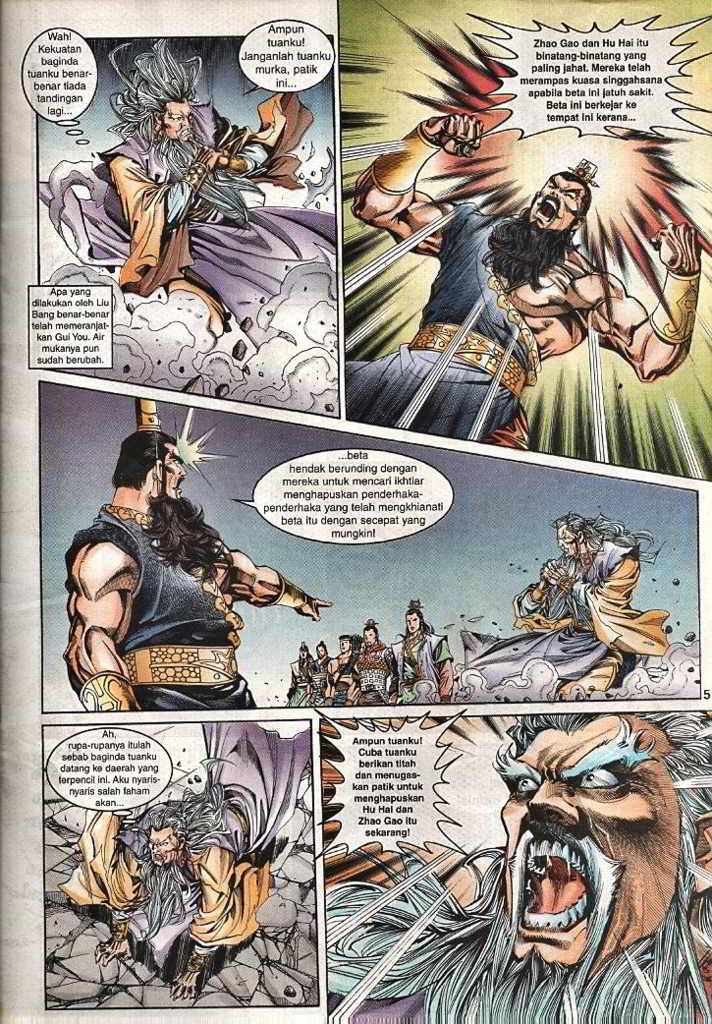 Wah!
Kekuatan
baginda
tuanku benar-
benar tiada
tandingan
lagi...
Ampun
tuanku!
Janganlah tuanku
murka, patik
ini...
Apa yang
dilakukan oleh Liu
Bang benar-benar
telah memeranjat-
kan Gui You. Air
mukanya pun
sudah berubah.
Zhao Gao dan Hu Hai itu
binatang-binatang yang
paling jahat. Mereka telah
merampas kuasa singgahsana
apabila beta ini jatuh sakit.
Beta ini berkejar ke
tempat ini kerana...
...beta
hendak berunding dengan
mereka untuk mencari ikhtiar
menghapuskan penderhaka-
penderhaka yang telah mengkhianati
beta itu dengan secepat yang
mungkin!
5
Ah,
rupa-rupanya itulah
sebab baginda tuanku
datang ke daerah yang
terpencil ini. Aku nyaris-
nyaris salah faham
akan...
Ampun tuanku!
Cuba tuanku
berikan titah
dan menugas-
kan patik untuk
menghapuskan
Hu Hai dan
Zhao Gao itu
sekarang!